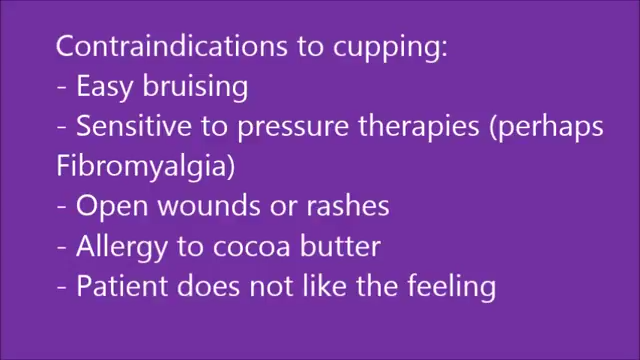 Contraindications to cupping:
- Easy bruising
- Sensitive to pressure therapies (perhaps
Fibromyalgia)
- Open wounds or rashes
- Allergy to cocoa butter
- Patient does not like the feeling